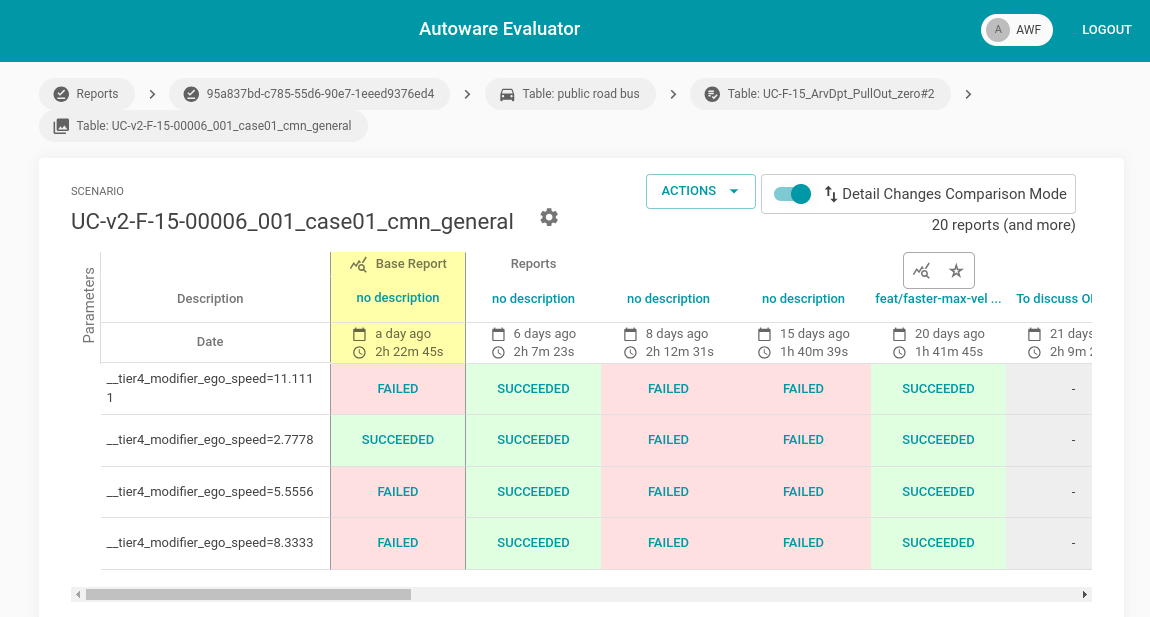 Autoware Evaluator
A AWF
LOGOUT
Reports
95a837bd-c785-55d6-90e7-1eeed9376ed4
Table: public road bus
Table: UC-F-15_ArvDpt_PullOut_zero#2
Table: UC-v2-F-15-00006_001_case01_cmn_general
SCENARIO
UC-v2-F-15-00006_001_case01_cmn_general
ACTIONS
Detail Changes Comparison Mode
20 reports (and more)
Parameters
Base Report
Reports
Description
no description
no description
no description
no description
feat/faster-max-vel ...
To discuss
Date
a day ago
2h 22m 45s
6 days ago
2h 7m 23s
8 days ago
2h 12m 31s
15 days ago
1h 40m 39s
20 days ago
1h 41m 45s
21 days
2h 9m
__tier4_modifier_ego_speed=11.111
1
FAILED
SUCCEEDED
FAILED
FAILED
SUCCEEDED
-
__tier4_modifier_ego_speed=2.7778
SUCCEEDED
SUCCEEDED
FAILED
FAILED
SUCCEEDED
-
__tier4_modifier_ego_speed=5.5556
FAILED
SUCCEEDED
FAILED
FAILED
SUCCEEDED
-
__tier4_modifier_ego_speed=8.3333
FAILED
SUCCEEDED
FAILED
FAILED
SUCCEEDED
-